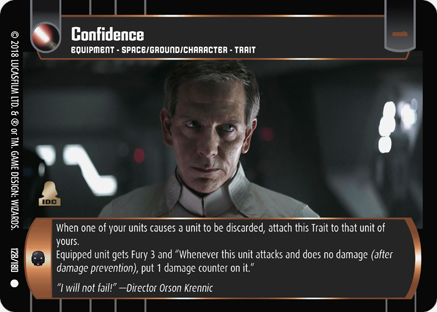 Confidence
EQUIPMENT - SPACE/GROUND/CHARACTER - TRAIT
© 2018 LUCASFILM LTD. & ® or TM. GAME DESIGN: WIZARDS.
IDC
When one of your units causes a unit to be discarded, attach this Trait to that unit of
yours.
Equipped unit gets Fury 3 and “Whenever this unit attacks and does no damage (after
damage prevention), put 1 damage counter on it.”
“I will not fail!” —Director Orson Krennic